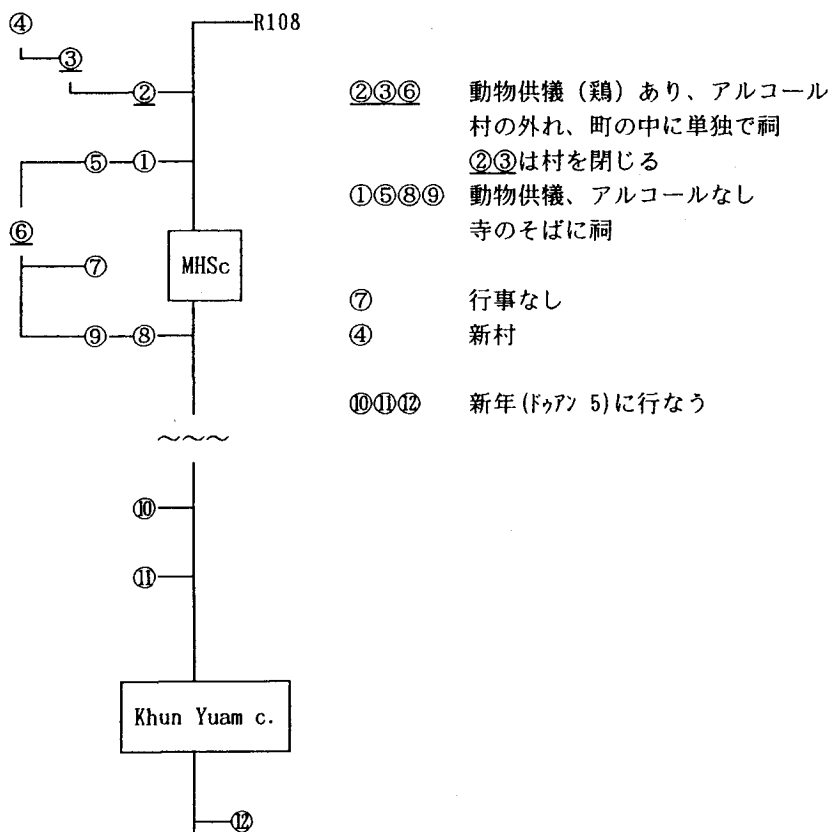 ④
R108
③
②
②③⑥ 動物供犠（鶏）あり、アルコール
村の外れ、町の中に単独で祠
②③は村を閉じる
⑤ ①
①⑤⑧⑨ 動物供犠、アルコールなし
寺のそばに祠
⑥
MHSc
⑦
⑦ 行事なし
⑨ ⑧
④ 新村
⑩⑪⑫ 新年(ドゥアン 5)に行なう
～～～
⑩
⑪
Khun Yuam c.
⑫